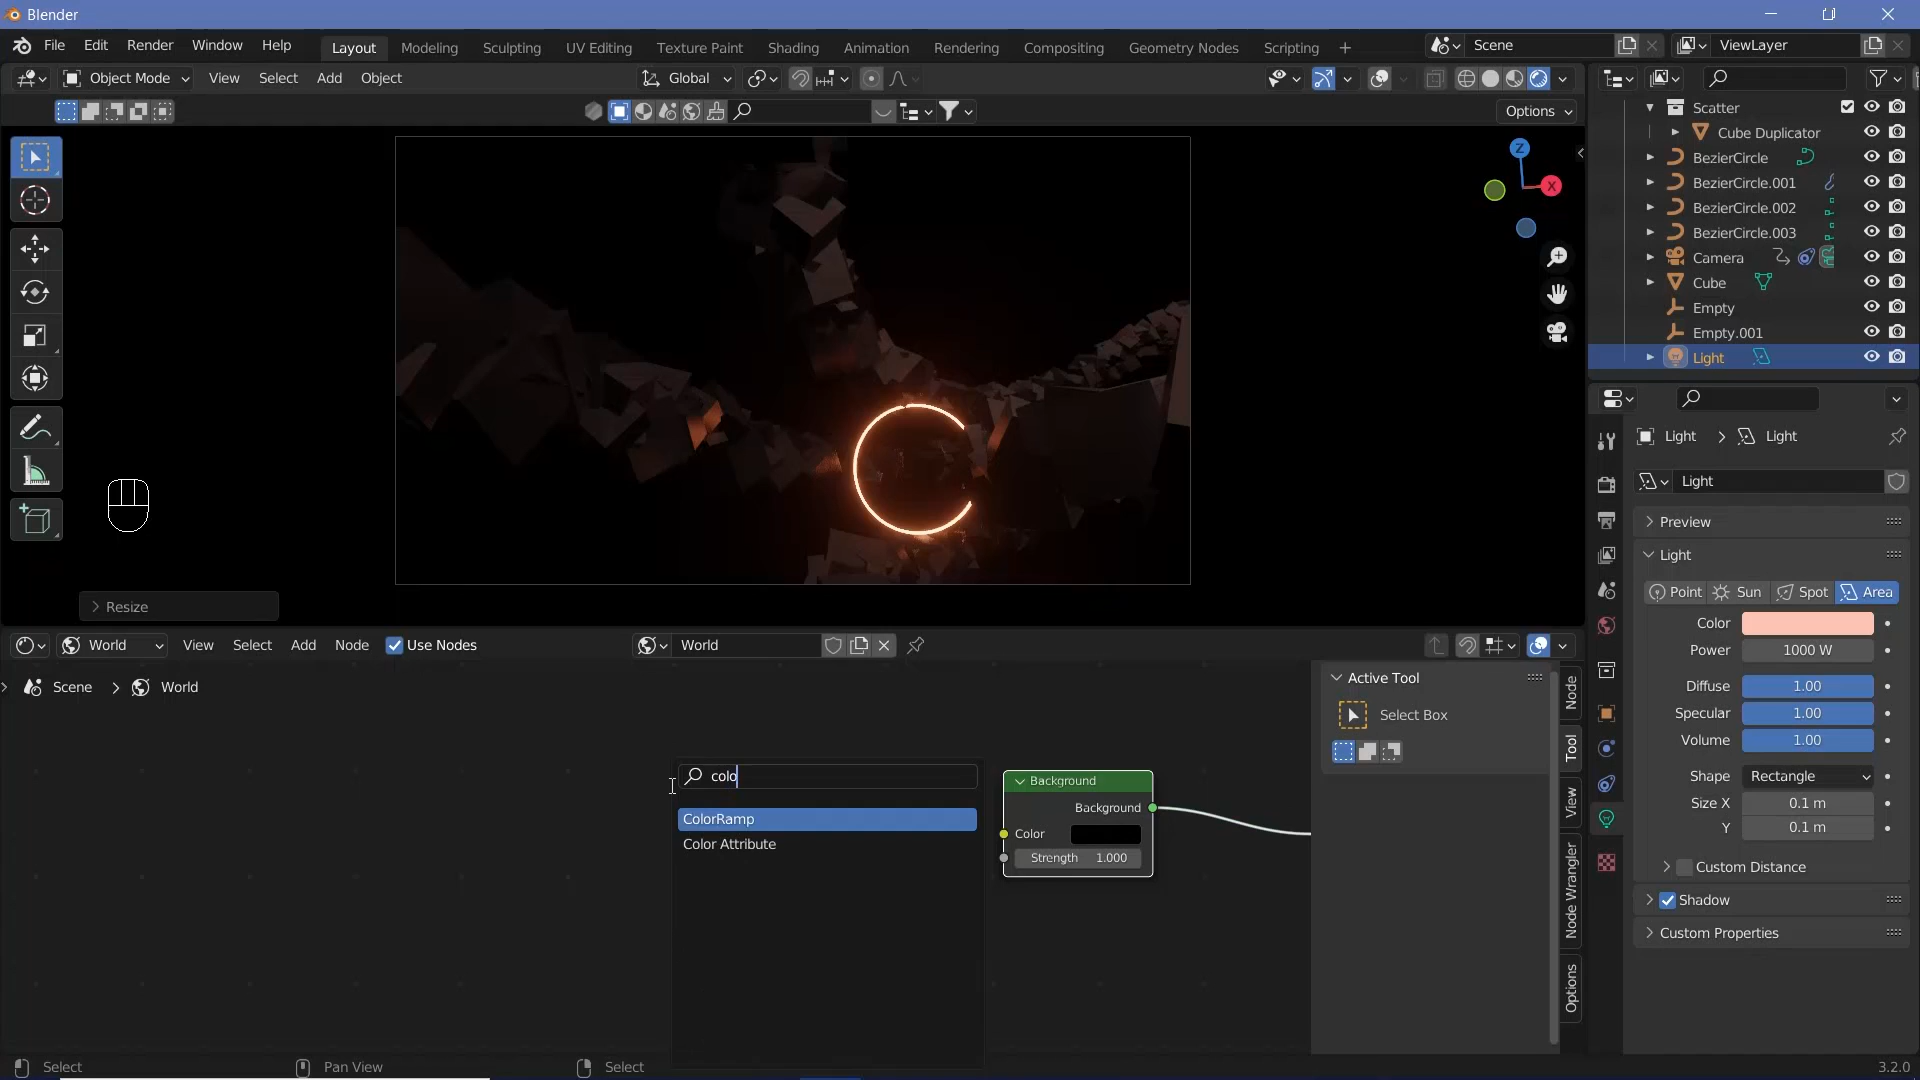 Blender
File Edit Render Window Help
Layout Modeling Sculpting UV Editing Texture Paint Shading Animation Rendering Compositing Geometry Nodes Scripting +
Scene
ViewLayer
Object Mode View Select Add Object
Global
Options
Z
X
Resize
Scatter
Cube Duplicator
BezierCircle
BezierCircle.001
BezierCircle.002
BezierCircle.003
Camera
Cube
Empty
Empty.001
Light
Light > Light
Light
Preview
Light
Point Sun Spot Area
Color
Power 1000 W
Diffuse 1.00
Specular 1.00
Volume 1.00
Shape Rectangle
Size X 0.1 m
Y 0.1 m
Custom Distance
Shadow
Custom Properties
World View Select Add Node Use Nodes
World
Scene > World
colo
ColorRamp
Color Attribute
Background
Background
Color
Strength 1.000
Active Tool
Select Box
Node
Tool
View
Node Wrangler
Options
Select
Pan View
Select
3.2.0